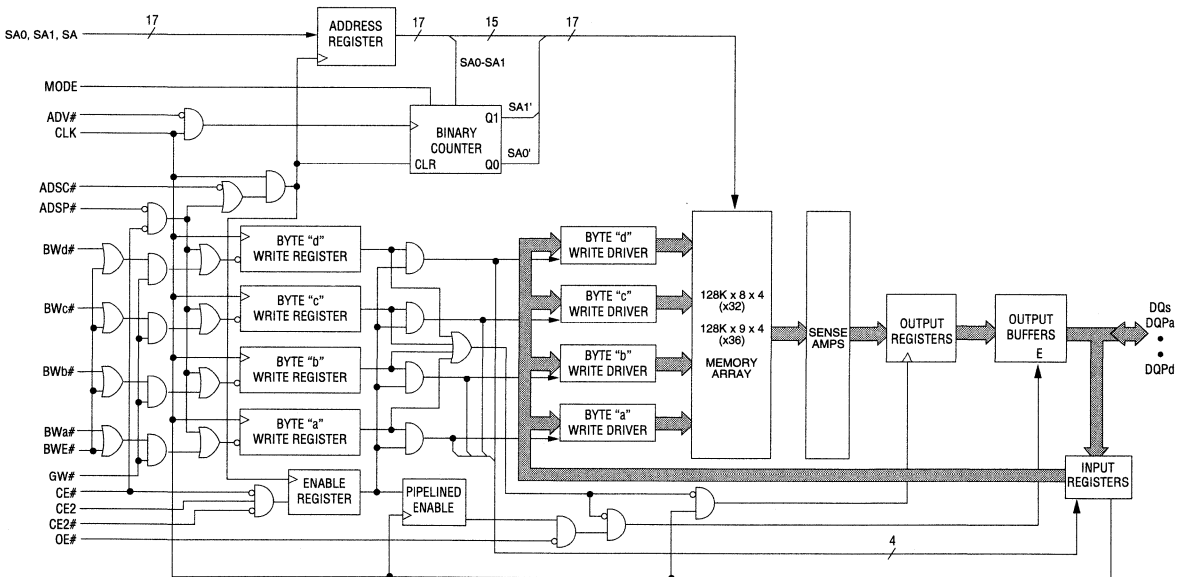 SA0, SA1, SA
17
ADDRESS
REGISTER
17
15
17
SA0-SA1
MODE
ADV#
CLK
BINARY
COUNTER
Q1
SA1'
CLR
Q0
SA0'
ADSC#
ADSP#
BWd#
BYTE "d"
WRITE REGISTER
BYTE "d"
WRITE DRIVER
BWc#
BYTE "c"
WRITE REGISTER
BYTE "c"
WRITE DRIVER
BWb#
BYTE "b"
WRITE REGISTER
BYTE "b"
WRITE DRIVER
BWa#
BWE#
BYTE "a"
WRITE REGISTER
BYTE "a"
WRITE DRIVER
128K x 8 x 4
(x32)
128K x 9 x 4
(x36)
MEMORY
ARRAY
SENSE
AMPS
OUTPUT
REGISTERS
OUTPUT
BUFFERS
E
DQs
DQPa
DQPd
GW#
CE#
CE2
CE2#
OE#
ENABLE
REGISTER
PIPELINED
ENABLE
INPUT
REGISTERS
4